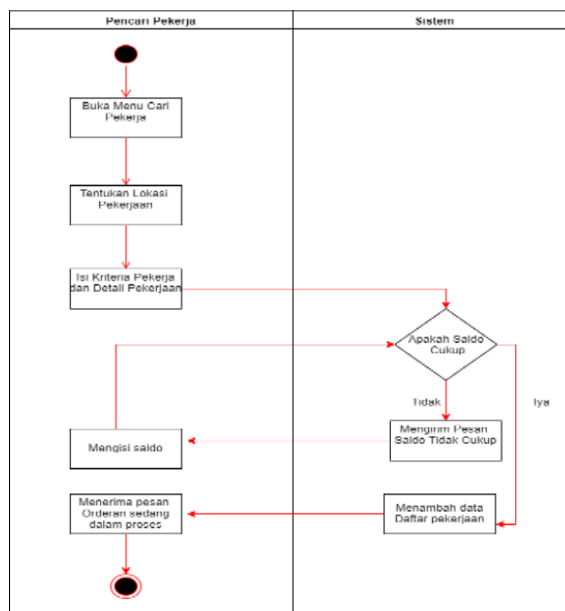 Pencari Pekerja
Sistem
Buka Menu Cari
Pekerja
Tentukan Lokasi
Pekerjaan
Isi Kriteria Pekerja
dan Detail Pekerjaan
Apakah Saldo
Cukup
Tidak
Iya
Mengirim Pesan
Saldo Tidak Cukup
Mengisi saldo
Menambah data
Daftar pekerjaan
Menerima pesan
Orderan sedang
dalam proses